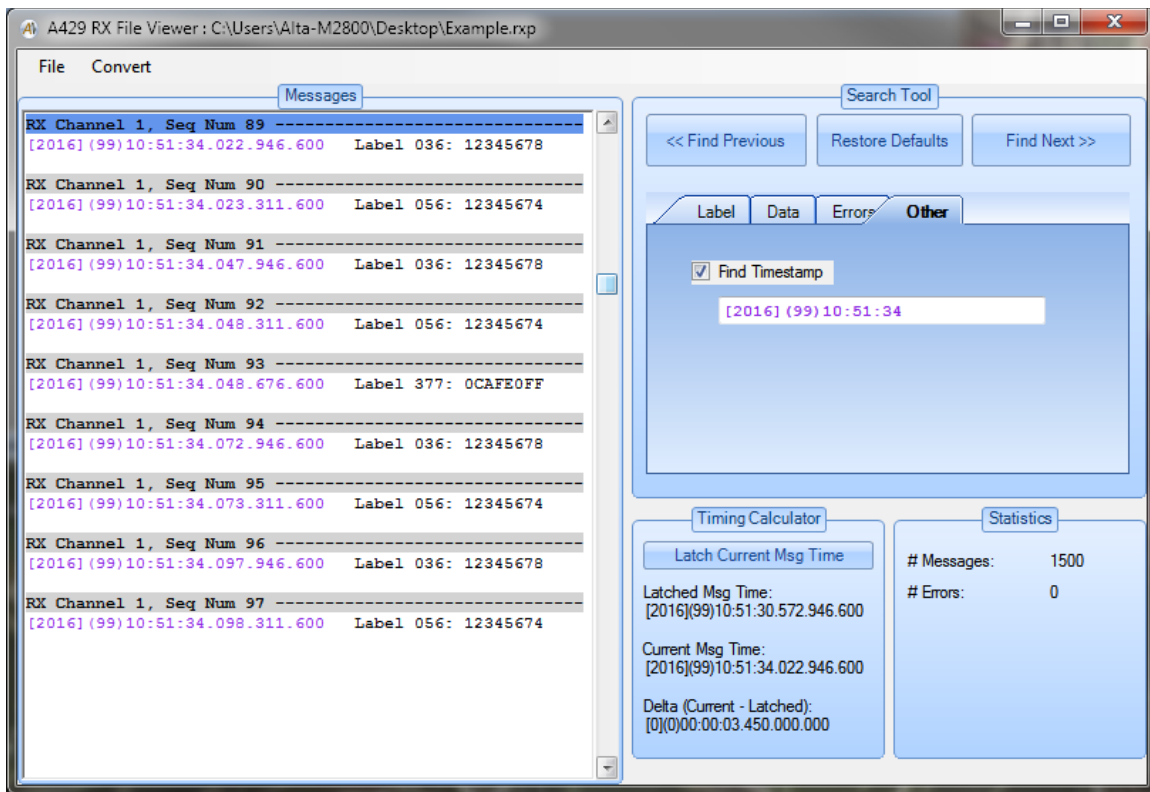 A429 RX File Viewer : C:\Users\Alta-M2800\Desktop\Example.rxp
File Convert
Messages
RX Channel 1, Seq Num 89 -------------------------------
[2016](99)10:51:34.022.946.600 Label 036: 12345678
RX Channel 1, Seq Num 90 -------------------------------
[2016](99)10:51:34.023.311.600 Label 056: 12345674
RX Channel 1, Seq Num 91 -------------------------------
[2016](99)10:51:34.047.946.600 Label 036: 12345678
RX Channel 1, Seq Num 92 -------------------------------
[2016](99)10:51:34.048.311.600 Label 056: 12345674
RX Channel 1, Seq Num 93 -------------------------------
[2016](99)10:51:34.048.676.600 Label 377: 0CAFE0FF
RX Channel 1, Seq Num 94 -------------------------------
[2016](99)10:51:34.072.946.600 Label 036: 12345678
RX Channel 1, Seq Num 95 -------------------------------
[2016](99)10:51:34.073.311.600 Label 056: 12345674
RX Channel 1, Seq Num 96 -------------------------------
[2016](99)10:51:34.097.946.600 Label 036: 12345678
RX Channel 1, Seq Num 97 -------------------------------
[2016](99)10:51:34.098.311.600 Label 056: 12345674
Search Tool
<< Find Previous Restore Defaults Find Next >>
Label Data Errors Other
Find Timestamp
[2016](99)10:51:34
Timing Calculator
Latch Current Msg Time
Latched Msg Time:
[2016](99)10:51:30.572.946.600
Current Msg Time:
[2016](99)10:51:34.022.946.600
Delta (Current - Latched):
[0](0)00:00:03.450.000.000
Statistics
# Messages: 1500
# Errors: 0